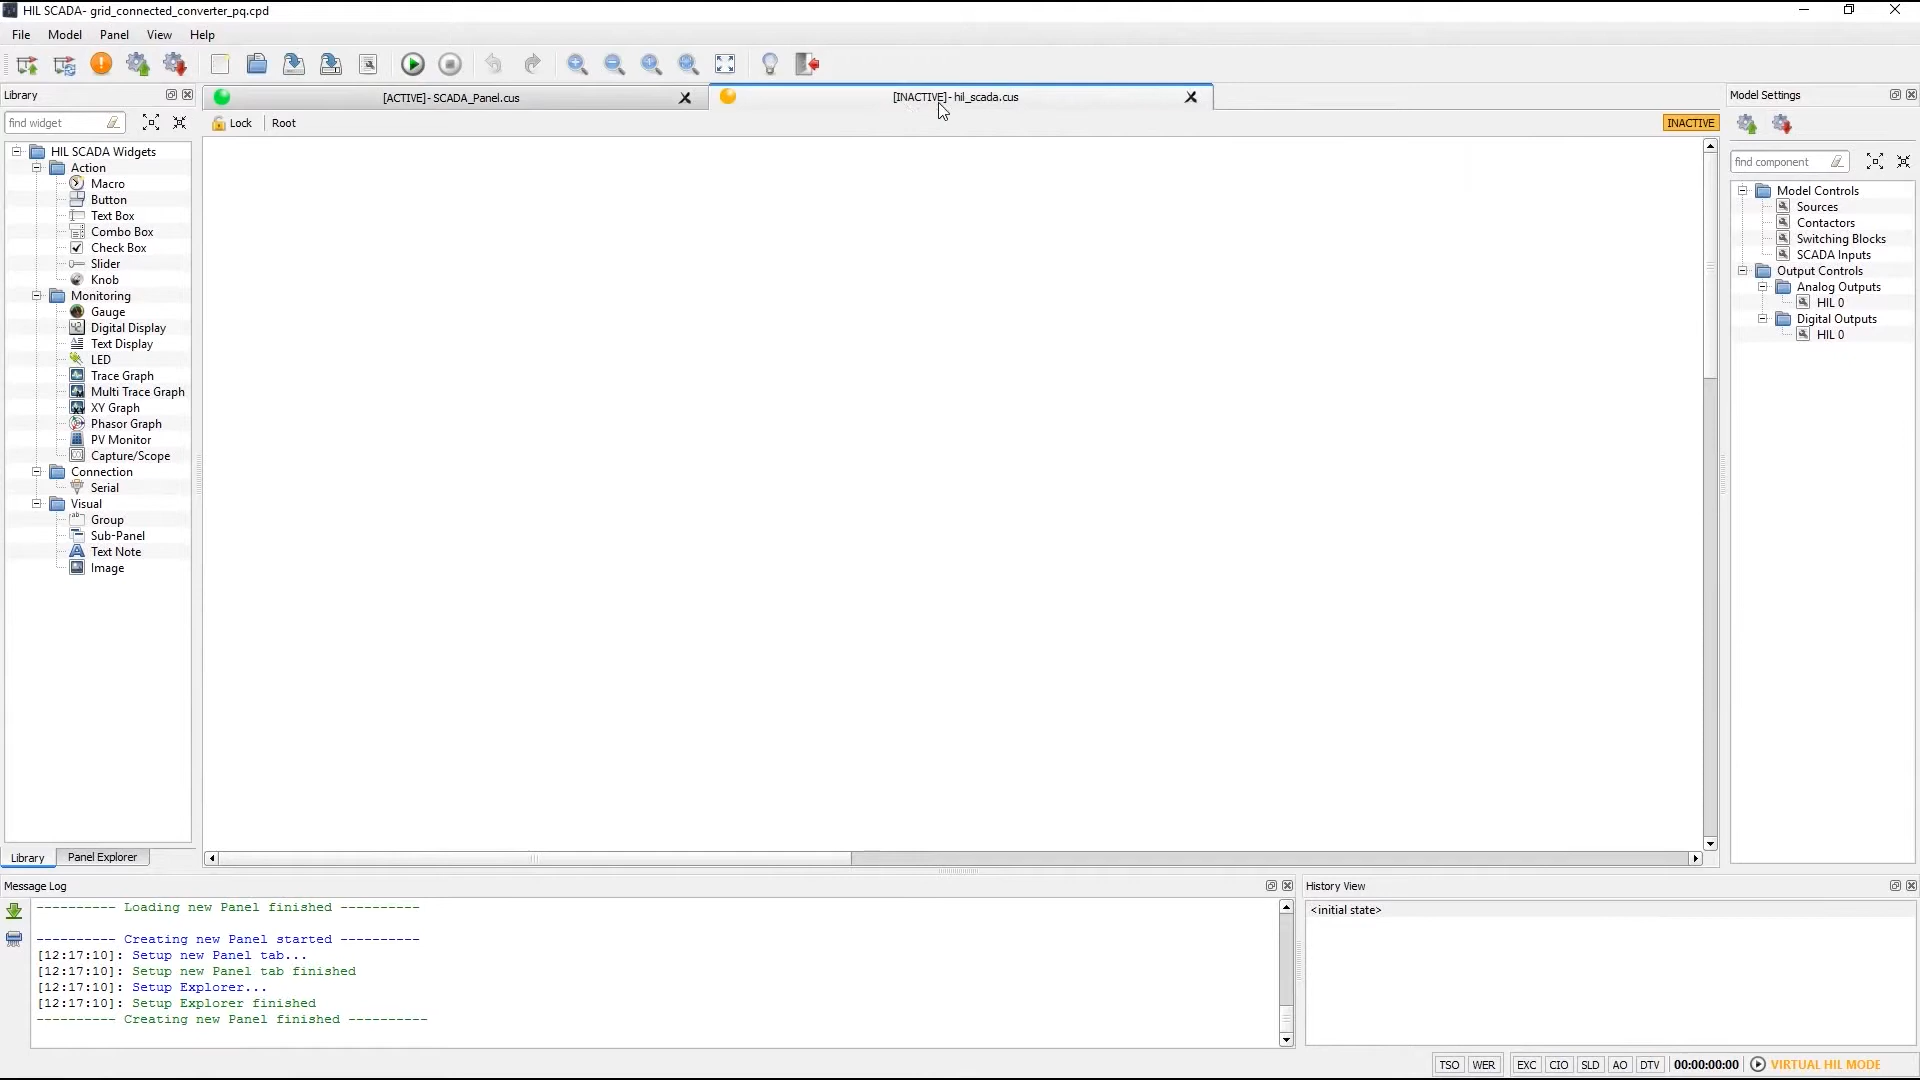 HIL SCADA- grid_connected_converter_pq.cpd
File Model Panel View Help
Library
[ACTIVE]- SCADA_Panel.cus
[INACTIVE]- hil_scada.cus
Model Settings
find widget
Lock Root
INACTIVE
HIL SCADA Widgets
Action
Macro
Button
Text Box
Combo Box
Check Box
Slider
Knob
Monitoring
Gauge
Digital Display
Text Display
LED
Trace Graph
Multi Trace Graph
XY Graph
Phasor Graph
PV Monitor
Capture/Scope
Connection
Serial
Visual
Group
Sub-Panel
Text Note
Image
find component
Model Controls
Sources
Contactors
Switching Blocks
SCADA Inputs
Output Controls
Analog Outputs
HIL 0
Digital Outputs
HIL 0
Library Panel Explorer
Message Log
---------- Loading new Panel finished ----------
---------- Creating new Panel started ----------
[12:17:10]: Setup new Panel tab...
[12:17:10]: Setup new Panel tab finished
[12:17:10]: Setup Explorer...
[12:17:10]: Setup Explorer finished
---------- Creating new Panel finished ----------
History View
<initial state>
TSO WER EXC CIO SLD AO DTV 00:00:00:00 VIRTUAL HIL MODE